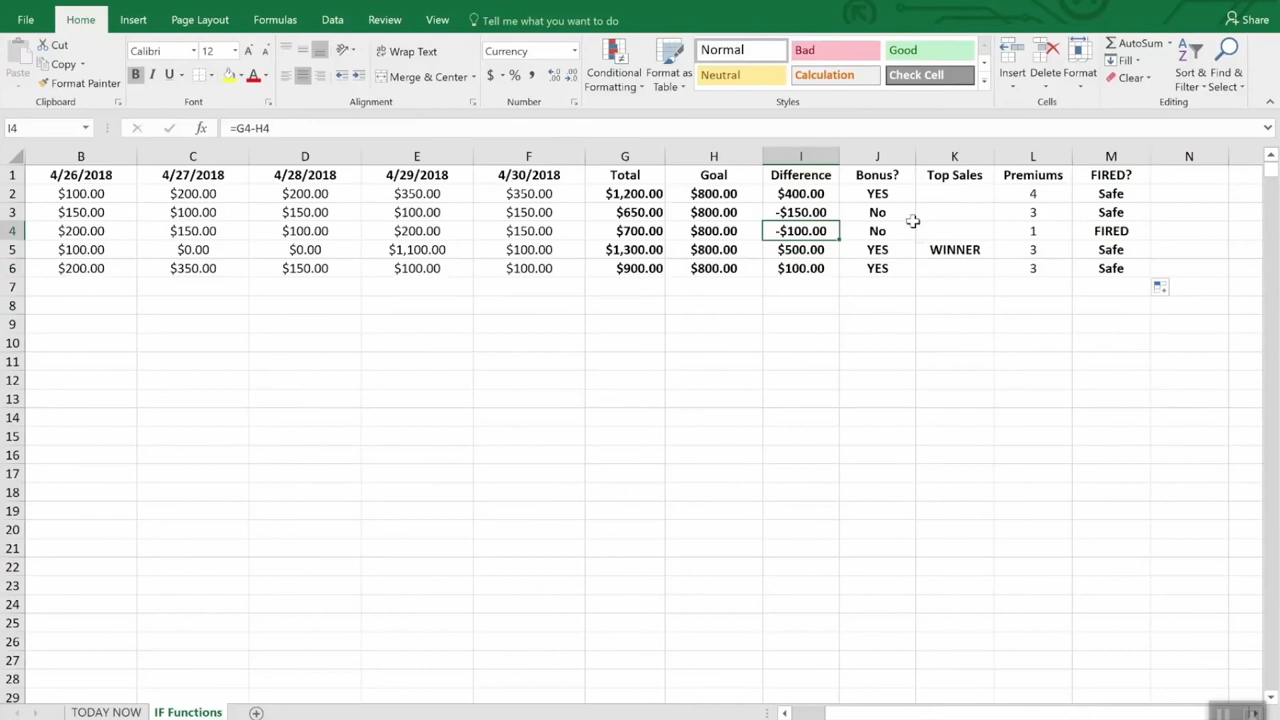 File Home Insert Page Layout Formulas Data Review View Tell me what you want to do Share
Paste Cut Copy Format Painter Clipboard
Calibri 12 A A B I U A Font
Wrap Text Merge & Center Alignment
Currency $ % , Number
Conditional Formatting Format as Table
Normal Bad Good
Neutral Calculation Check Cell
Styles
Insert Delete Format Cells
AutoSum Fill Clear Sort & Filter Find & Select Editing
I4 fx =G4-H4
B C D E F G H I J K L M N
1 4/26/2018 4/27/2018 4/28/2018 4/29/2018 4/30/2018 Total Goal Difference Bonus? Top Sales Premiums FIRED?
2 $100.00 $200.00 $200.00 $350.00 $350.00 $1,200.00 $800.00 $400.00 YES 4 Safe
3 $150.00 $100.00 $150.00 $100.00 $150.00 $650.00 $800.00 -$150.00 No 3 Safe
4 $200.00 $150.00 $100.00 $200.00 $150.00 $700.00 $800.00 -$100.00 No 1 FIRED
5 $100.00 $0.00 $0.00 $1,100.00 $100.00 $1,300.00 $800.00 $500.00 YES WINNER 3 Safe
6 $200.00 $350.00 $150.00 $100.00 $100.00 $900.00 $800.00 $100.00 YES 3 Safe
7
8
9
10
11
12
13
14
15
16
17
18
19
20
21
22
23
24
25
26
27
28
29
TODAY NOW IF Functions